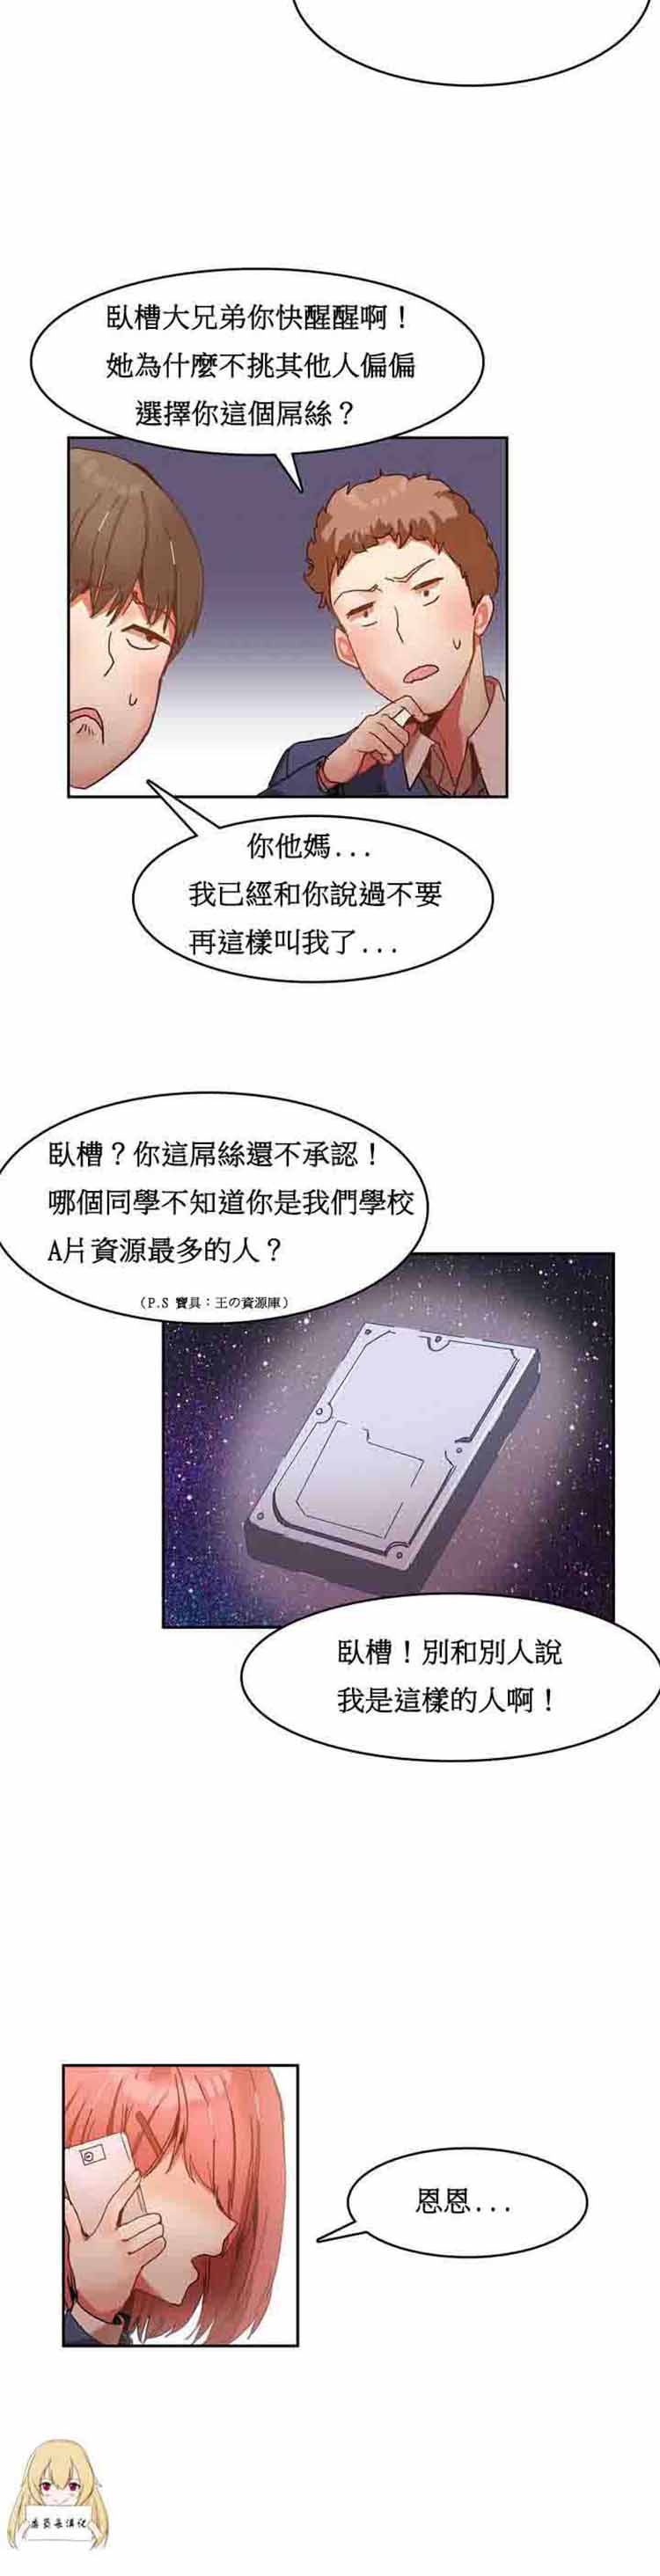 臥槽大兄弟你快醒醒啊！
她為什麼不挑其他人偏偏
選擇你這個屌絲？
你他媽...
我已經和你說過不要
再這樣叫我了...
臥槽？你這屌絲還不承認！
哪個同學不知道你是我們學校
A片資源最多的人？
（P.S 寶具：王の資源庫）
臥槽！別和別人說
我是這樣的人啊！
恩恩...
委員長漢化